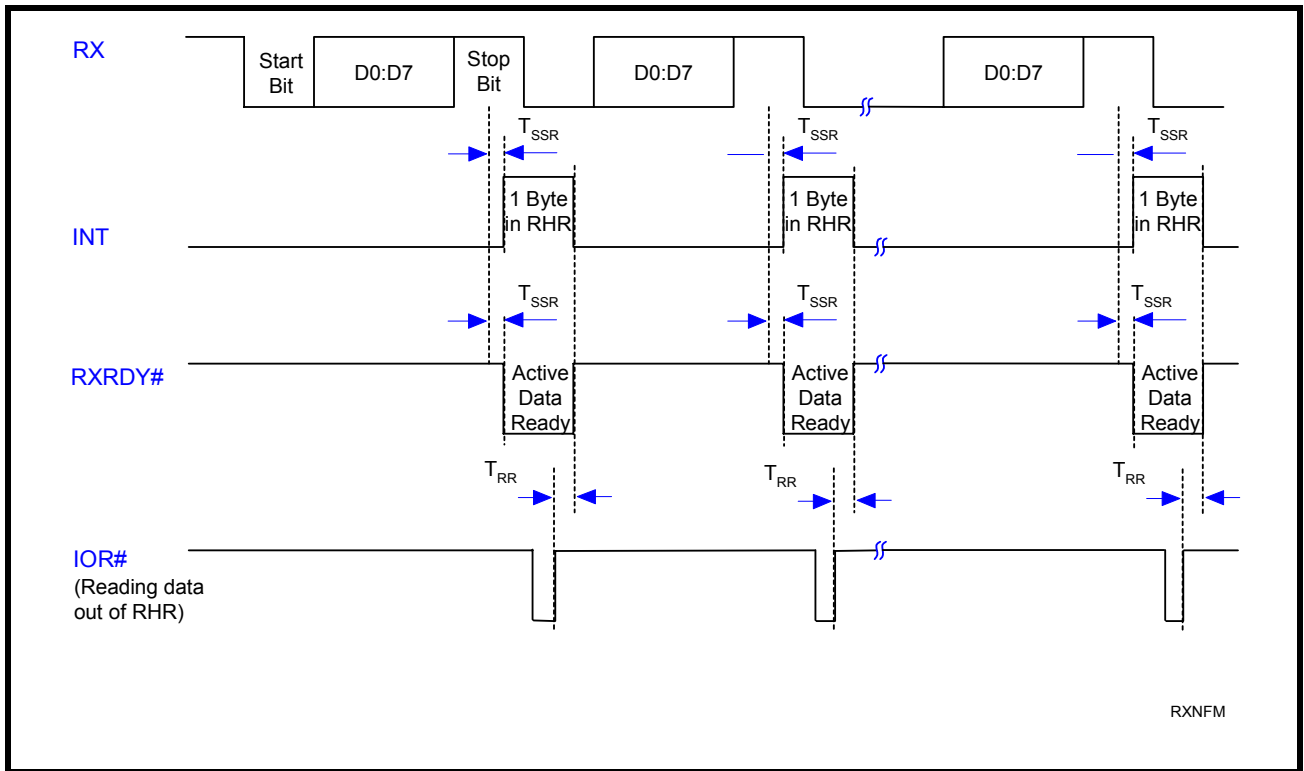 RX
Start
Bit
D0:D7
Stop
Bit
D0:D7
D0:D7
TSSR
TSSR
TSSR
INT
1 Byte
in RHR
1 Byte
in RHR
1 Byte
in RHR
TSSR
TSSR
TSSR
RXRDY#
Active
Data
Ready
Active
Data
Ready
Active
Data
Ready
TRR
TRR
TRR
IOR#
(Reading data
out of RHR)
RXNFM